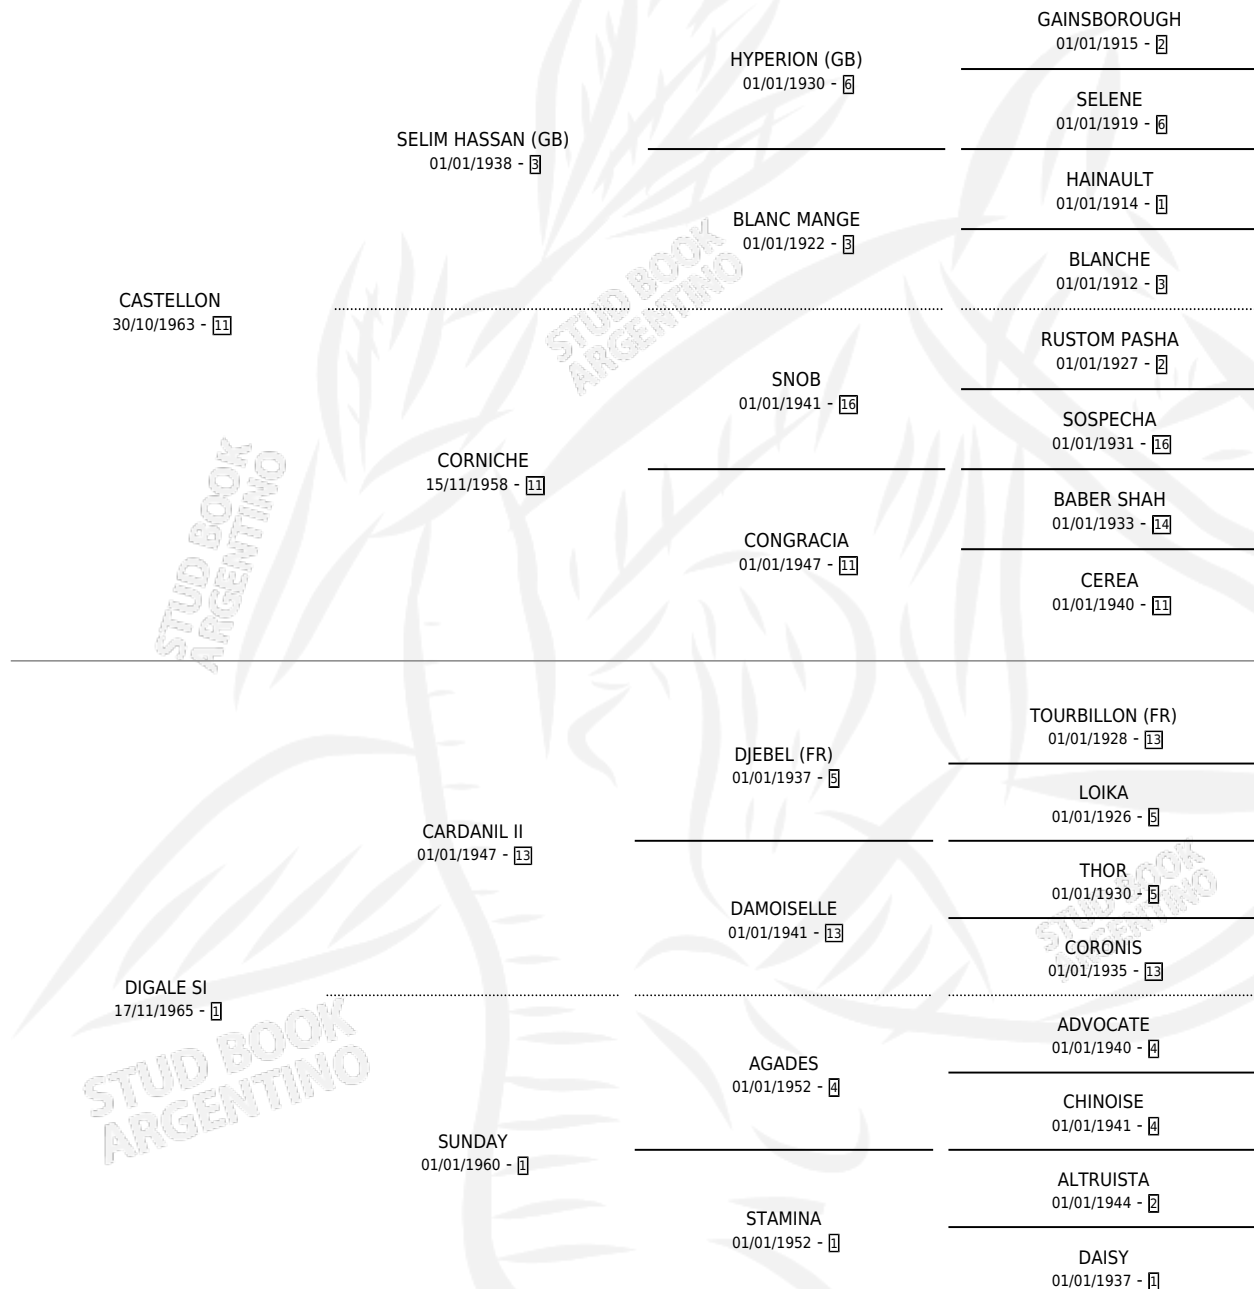 GAINSBOROUGH
01/01/1915 - 2
HYPERION (GB)
01/01/1930 - 6
SELENE
01/01/1919 - 6
SELIM HASSAN (GB)
01/01/1938 - 3
HAINAULT
01/01/1914 - 1
BLANC MANGE
01/01/1922 - 3
BLANCHE
01/01/1912 - 3
CASTELLON
30/10/1963 - 11
RUSTOM PASHA
01/01/1927 - 2
SNOB
01/01/1941 - 16
SOSPECHA
01/01/1931 - 16
CORNICHE
15/11/1958 - 11
BABER SHAH
01/01/1933 - 14
CONGRACIA
01/01/1947 - 11
CEREA
01/01/1940 - 11
TOURBILLON (FR)
01/01/1928 - 13
DJEBEL (FR)
01/01/1937 - 5
LOIKA
01/01/1926 - 5
CARDANIL II
01/01/1947 - 13
THOR
01/01/1930 - 5
DAMOISELLE
01/01/1941 - 13
CORONIS
01/01/1935 - 13
DIGALE SI
17/11/1965 - 1
ADVOCATE
01/01/1940 - 4
AGADES
01/01/1952 - 4
CHINOISE
01/01/1941 - 4
SUNDAY
01/01/1960 - 1
ALTRUISTA
01/01/1944 - 2
STAMINA
01/01/1952 - 1
DAISY
01/01/1937 - 1
STUD BOOK
ARGENTINO
STUD BOOK
ARGENTINO
STUD BOOK
ARGENTINO
STUD BOOK
ARGENTINO